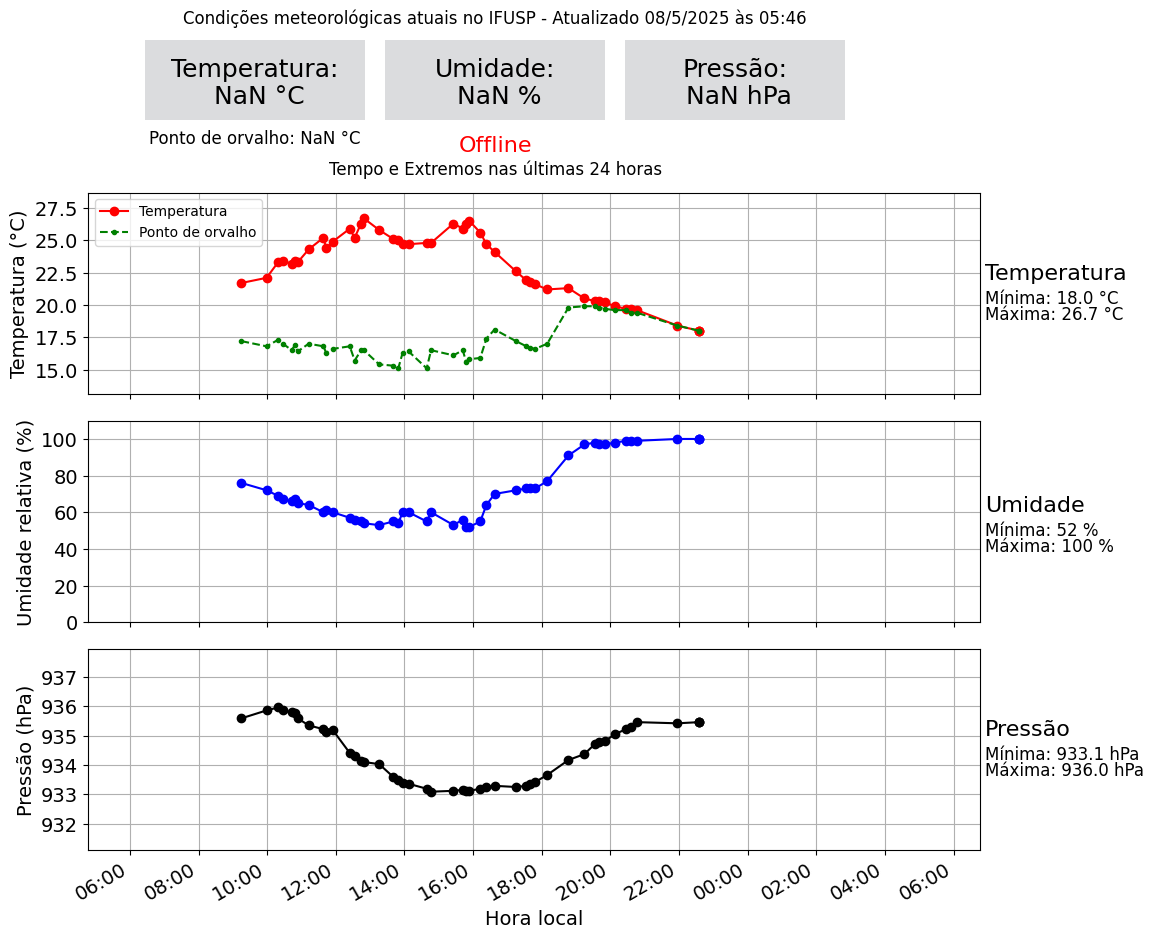 Condições meteorológicas atuais no IFUSP - Atualizado 08/5/2025 às 05:46
Temperatura:
NaN °C
Umidade:
NaN %
Pressão:
NaN hPa
Ponto de orvalho: NaN °C
Offline
Tempo e Extremos nas últimas 24 horas
Temperatura (°C)
27.5
25.0
22.5
20.0
17.5
15.0
Temperatura
Ponto de orvalho
Temperatura
Mínima: 18.0 °C
Máxima: 26.7 °C
Umidade relativa (%)
100
80
60
40
20
0
Umidade
Mínima: 52 %
Máxima: 100 %
Pressão (hPa)
937
936
935
934
933
932
Pressão
Mínima: 933.1 hPa
Máxima: 936.0 hPa
06:00 08:00 10:00 12:00 14:00 16:00 18:00 20:00 22:00 00:00 02:00 04:00 06:00
Hora local